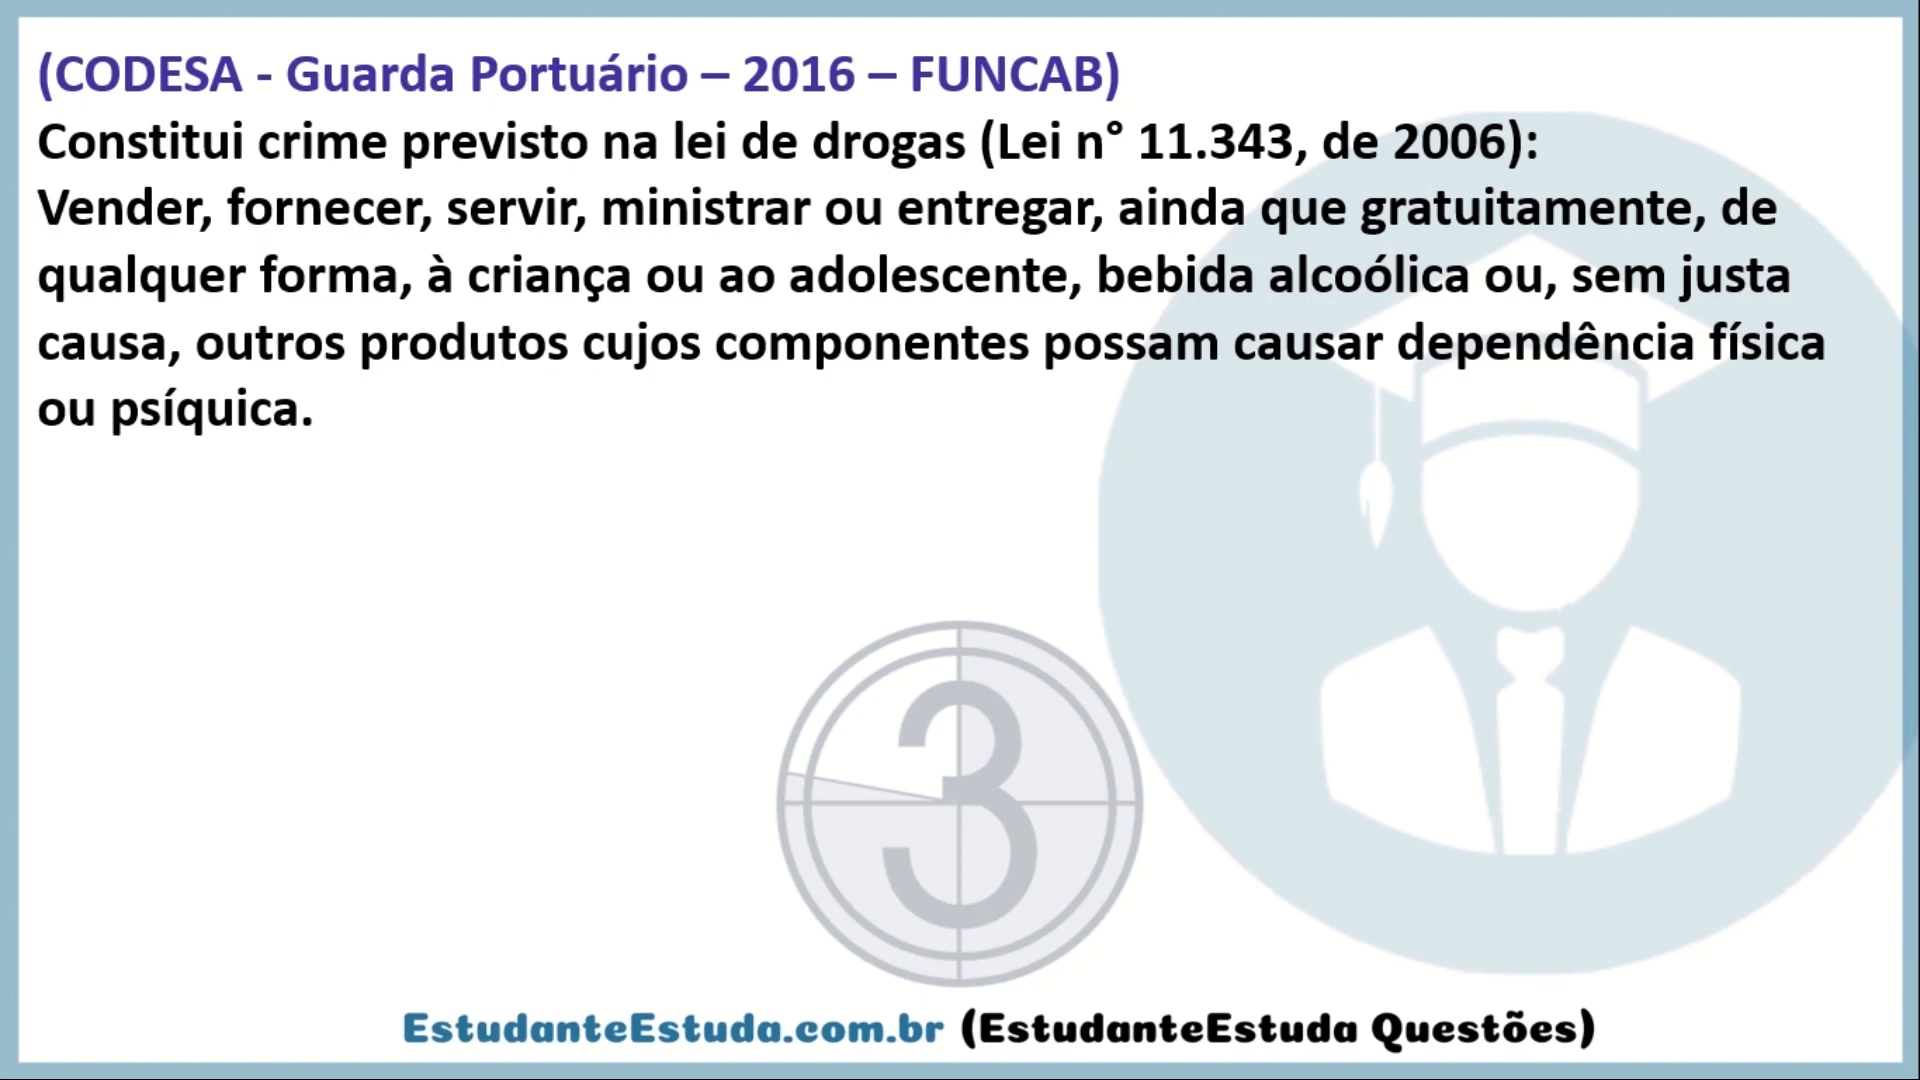 (CODESA - Guarda Portuário – 2016 – FUNCAB)
Constitui crime previsto na lei de drogas (Lei n° 11.343, de 2006):
Vender, fornecer, servir, ministrar ou entregar, ainda que gratuitamente, de
qualquer forma, à criança ou ao adolescente, bebida alcoólica ou, sem justa
causa, outros produtos cujos componentes possam causar dependência física
ou psíquica.
3
EstudanteEstuda.com.br (EstudanteEstuda Questões)